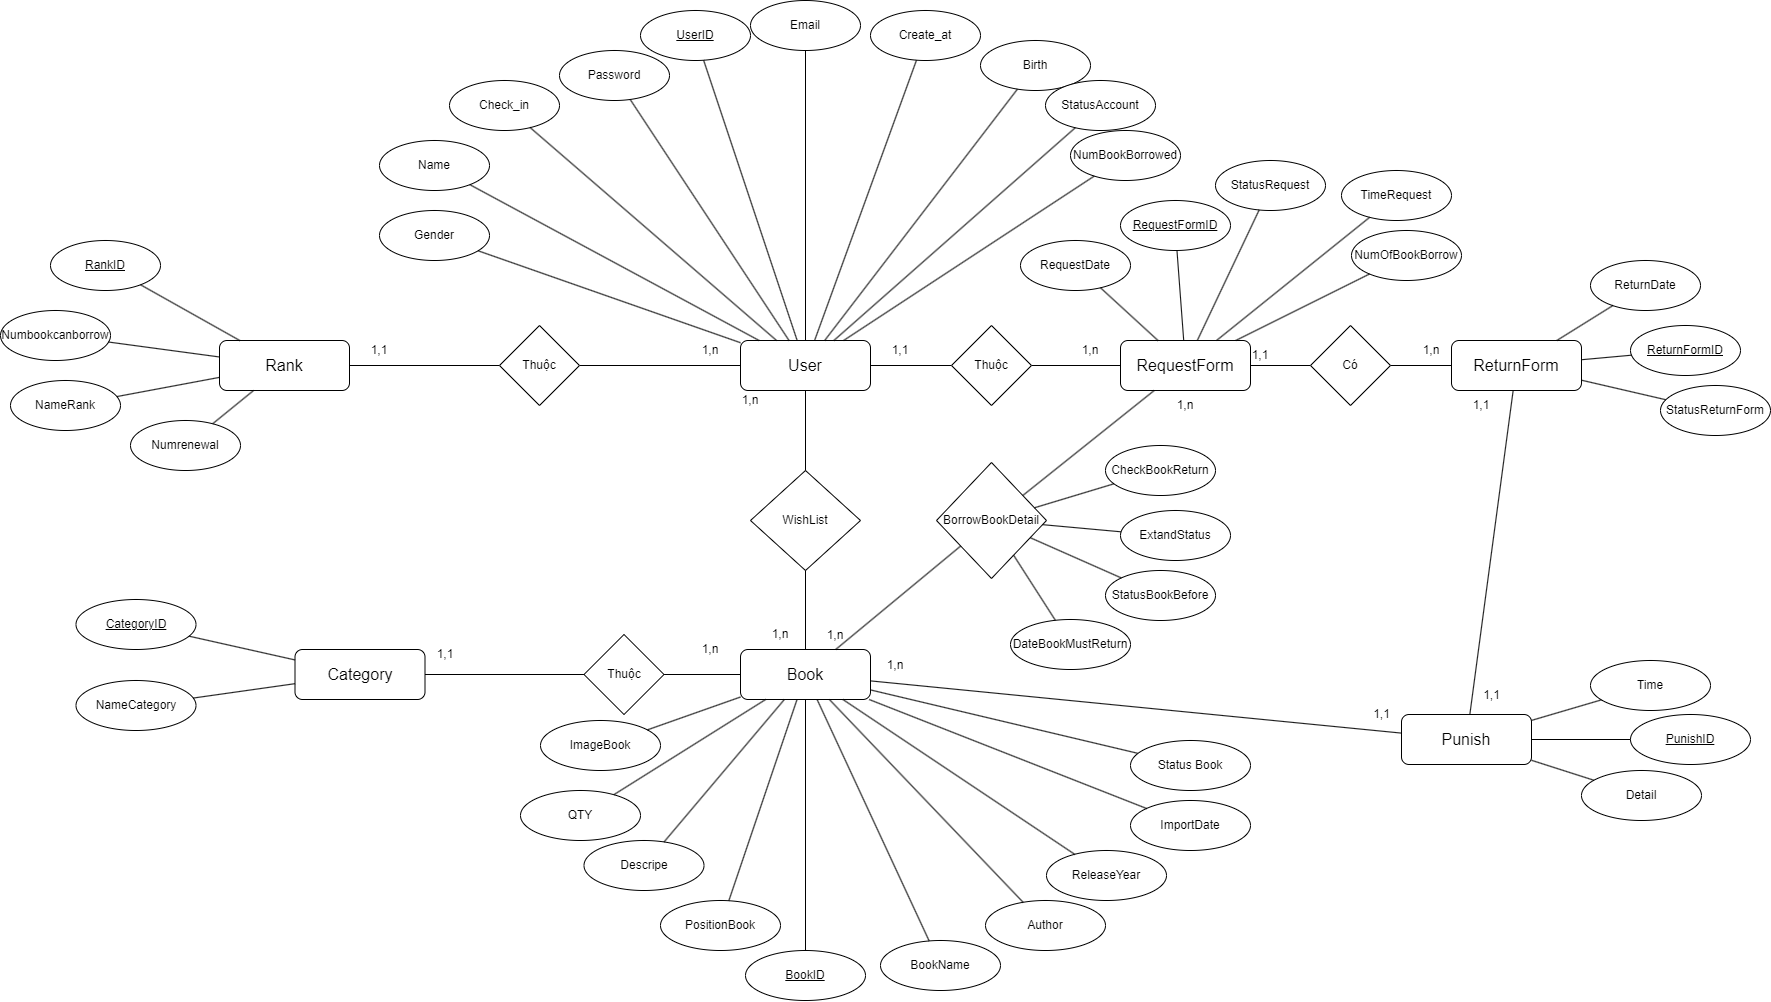 Email
UserID
Create_at
Birth
Password
Check_in
StatusAccount
NumBookBorrowed
Name
StatusRequest
TimeRequest
RequestFormID
Gender
NumOfBookBorrow
RequestDate
RankID
ReturnDate
Numbookcanborrow
1,1
1,n
1,1
1,n
1,1
1,n
ReturnFormID
Rank
Thuộc
User
Thuộc
RequestForm
Có
ReturnForm
1,n
1,n
1,1
NameRank
StatusReturnForm
Numrenewal
CheckBookReturn
WishList
BorrowBookDetail
ExtandStatus
StatusBookBefore
CategoryID
1,n
1,n
DateBookMustReturn
1,1
1,n
1,n
Category
Thuộc
Book
Time
1,1
1,1
NameCategory
Punish
PunishID
ImageBook
Status Book
Detail
QTY
ImportDate
Descripe
ReleaseYear
PositionBook
Author
BookName
BookID